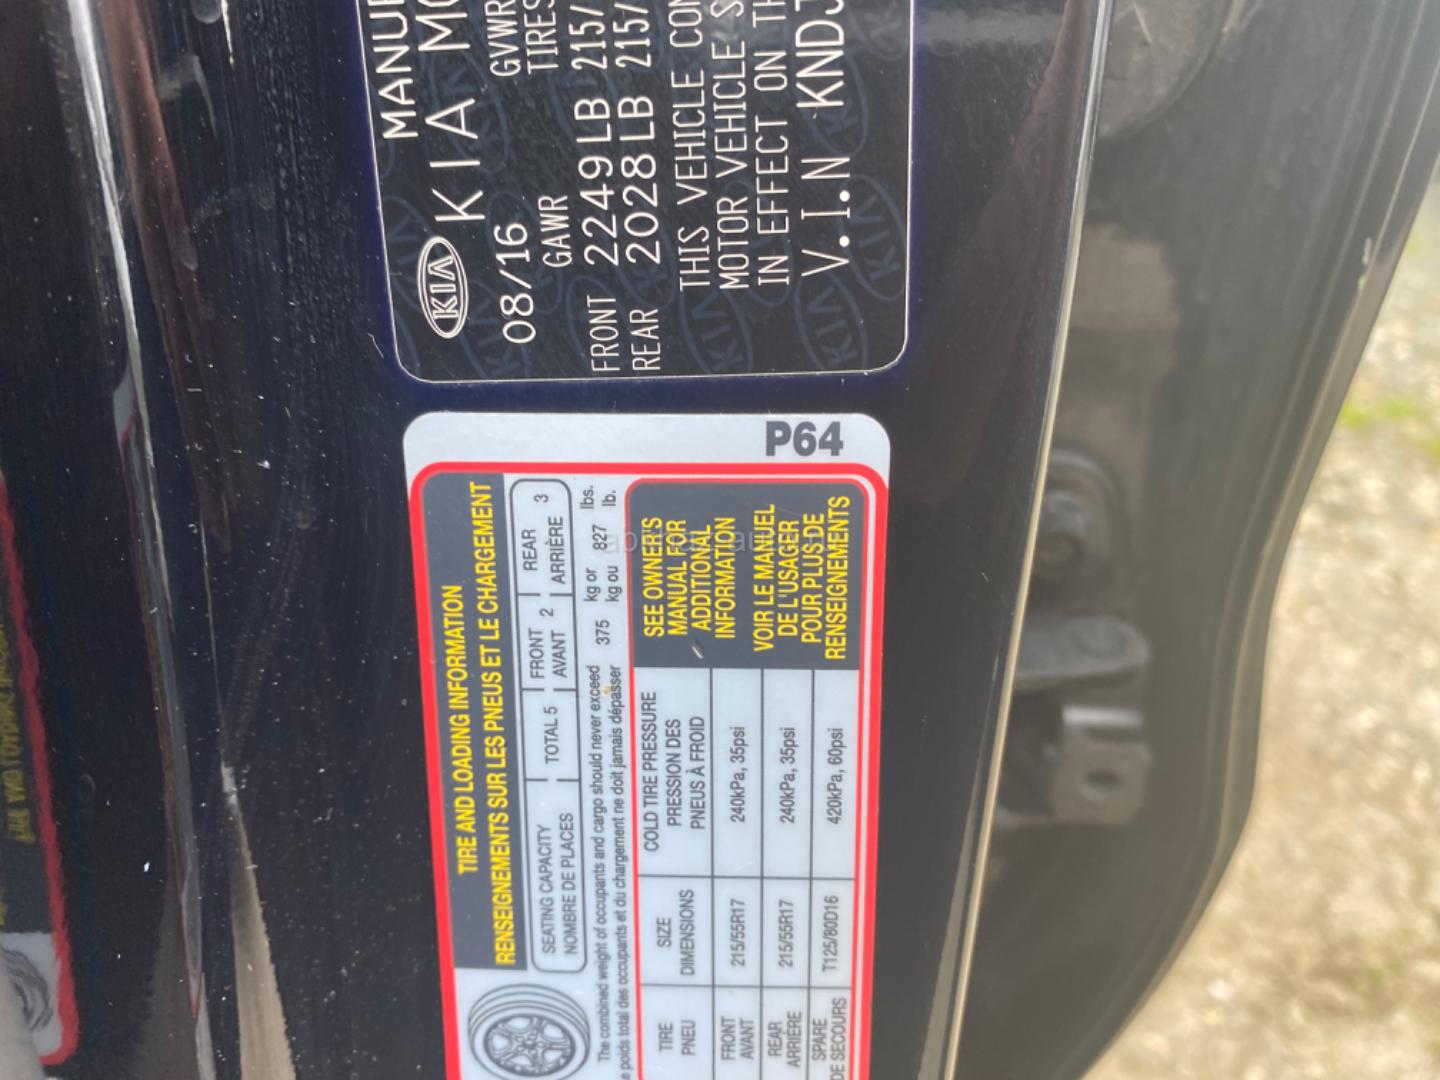 MANUF
KIA KIA MO
08/16 GVWR
GAWR TIRES
FRONT 2249LB 215/
REAR 2028LB 215/
THIS VEHICLE CON
MOTOR VEHICLE S
IN EFFECT ON TH
V.I.N KNDJ
P64
TIRE AND LOADING INFORMATION
RENSEIGNEMENTS SUR LES PNEUS ET LE CHARGEMENT
SEATING CAPACITY TOTAL 5 FRONT 2 REAR 3
NOMBRE DE PLACES AVANT ARRIÈRE
The combined weight of occupants and cargo should never exceed 375 kg or 827 lbs.
e poids total des occupants et du chargement ne doit jamais dépasser kg ou lb.
TIRE SIZE COLD TIRE PRESSURE
PNEU DIMENSIONS PRESSION DES
PNEUS À FROID
FRONT 215/55R17 240kPa, 35psi
AVANT
REAR 215/55R17 240kPa, 35psi
ARRIÈRE
SPARE T125/80D16 420kPa, 60psi
DE SECOURS
SEE OWNER'S
MANUAL FOR
ADDITIONAL
INFORMATION
VOIR LE MANUEL
DE L'USAGER
POUR PLUS DE
RENSEIGNEMENTS